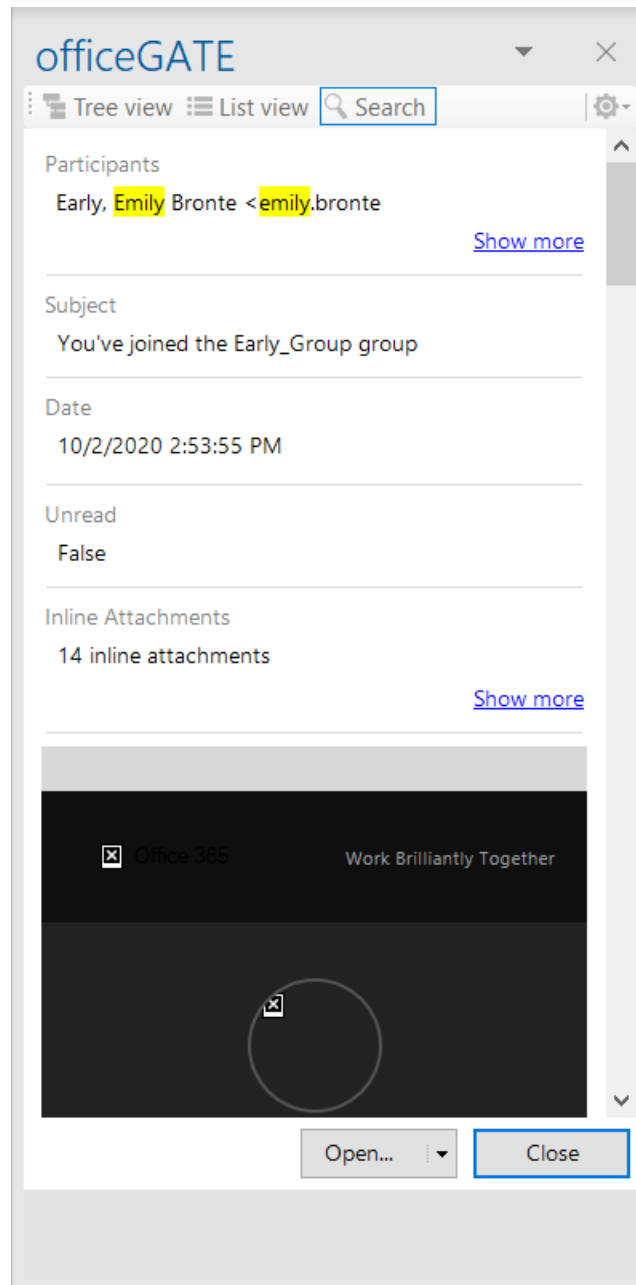 officeGATE
Tree view List view Search
Participants
Early, Emily Bronte <emily.bronte
Show more
Subject
You've joined the Early_Group group
Date
10/2/2020 2:53:55 PM
Unread
False
Inline Attachments
14 inline attachments
Show more
Office 365 Work Brilliantly Together
Open... Close